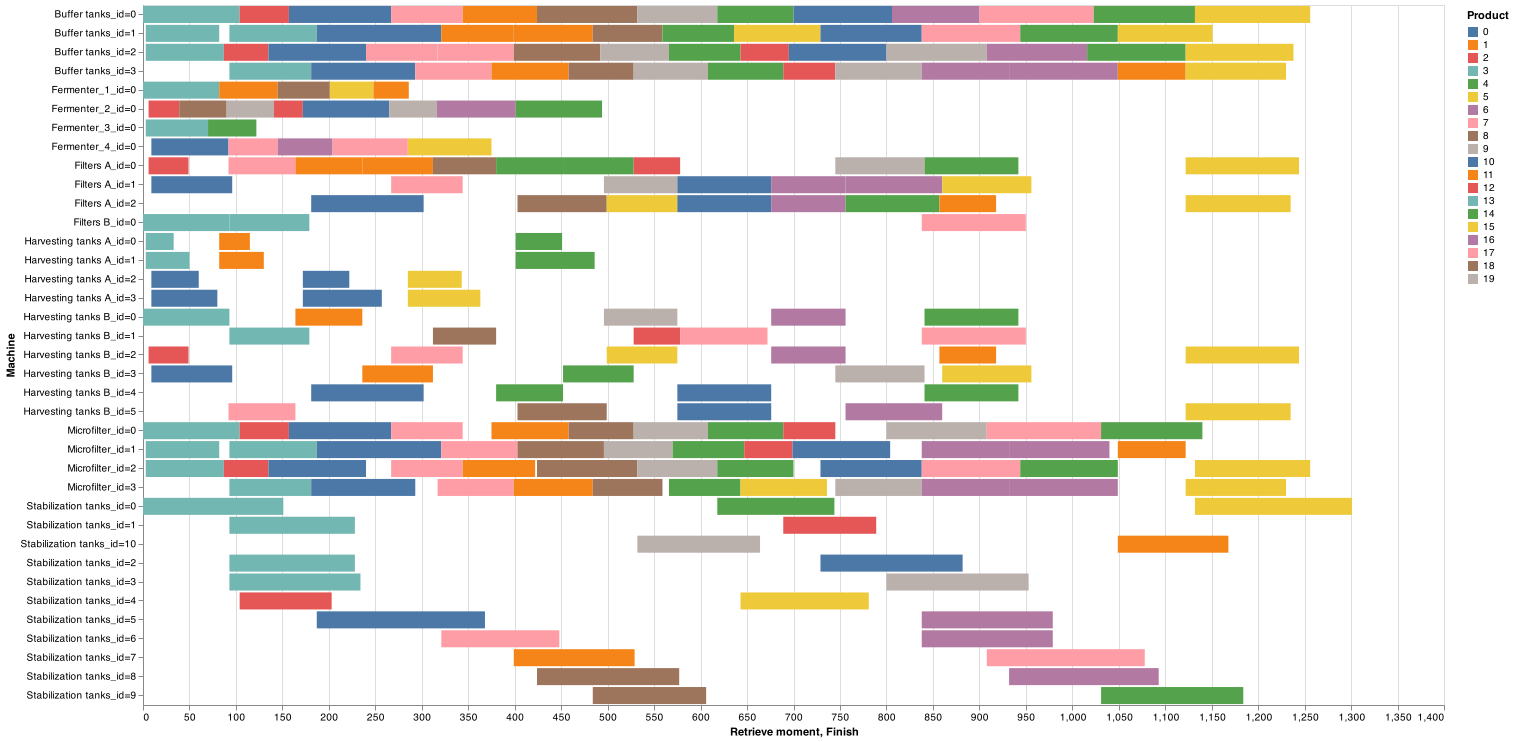 Machine
Buffer tanks_id=0
Buffer tanks_id=1
Buffer tanks_id=2
Buffer tanks_id=3
Fermenter_1_id=0
Fermenter_2_id=0
Fermenter_3_id=0
Fermenter_4_id=0
Filters A_id=0
Filters A_id=1
Filters A_id=2
Filters B_id=0
Harvesting tanks A_id=0
Harvesting tanks A_id=1
Harvesting tanks A_id=2
Harvesting tanks A_id=3
Harvesting tanks B_id=0
Harvesting tanks B_id=1
Harvesting tanks B_id=2
Harvesting tanks B_id=3
Harvesting tanks B_id=4
Harvesting tanks B_id=5
Microfilter_id=0
Microfilter_id=1
Microfilter_id=2
Microfilter_id=3
Stabilization tanks_id=0
Stabilization tanks_id=1
Stabilization tanks_id=10
Stabilization tanks_id=2
Stabilization tanks_id=3
Stabilization tanks_id=4
Stabilization tanks_id=5
Stabilization tanks_id=6
Stabilization tanks_id=7
Stabilization tanks_id=8
Stabilization tanks_id=9
0 50 100 150 200 250 300 350 400 450 500 550 600 650 700 750 800 850 900 950 1,000 1,050 1,100 1,150 1,200 1,250 1,300 1,350 1,400
Retrieve moment, Finish
Product
0
1
2
3
4
5
6
7
8
9
10
11
12
13
14
15
16
17
18
19